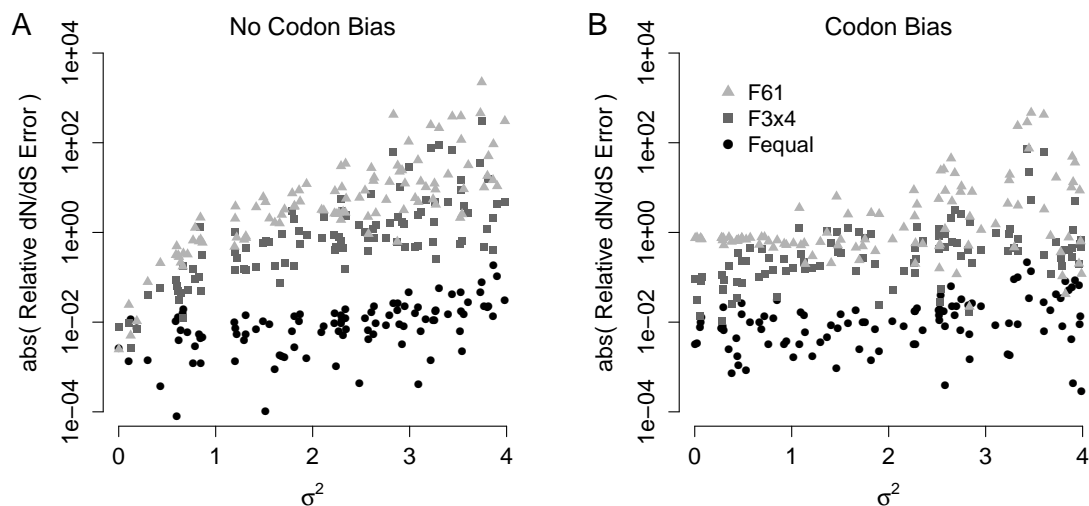 A
No Codon Bias
abs( Relative dN/dS Error )
1e+04
1e+02
1e+00
1e−02
1e−04
0
1
2
3
4
σ²
B
Codon Bias
abs( Relative dN/dS Error )
1e+04
1e+02
1e+00
1e−02
1e−04
F61
F3x4
Fequal
0
1
2
3
4
σ²